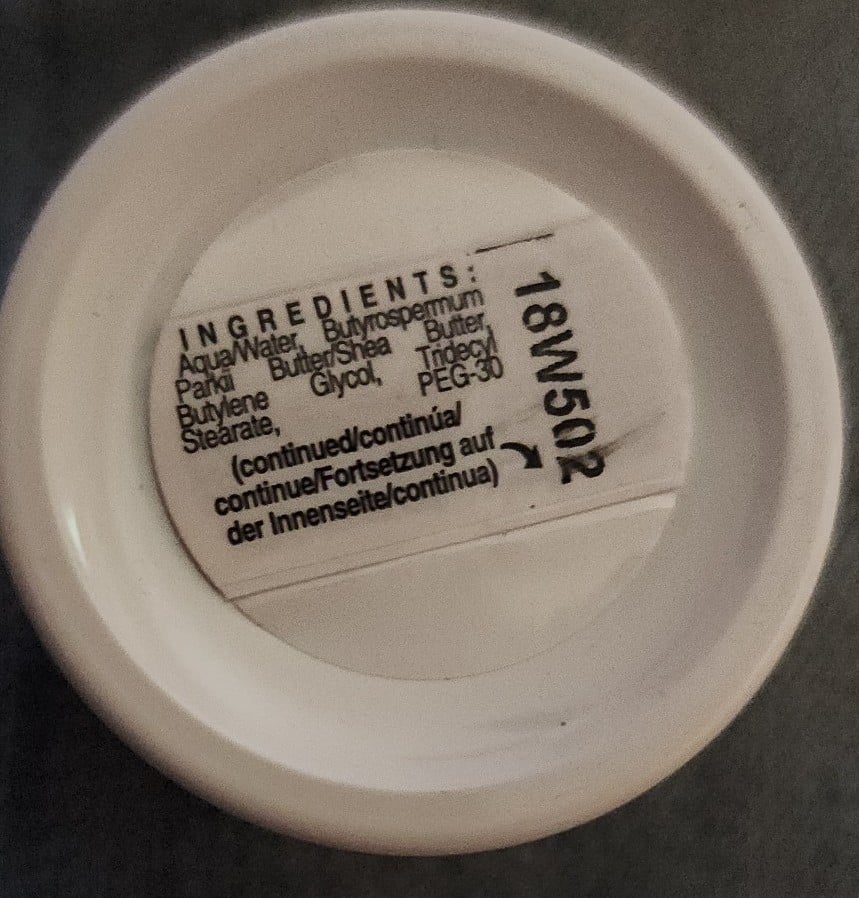 INGREDIENTS:
Aqua/Water, Butyrospermum
Parkii Butter/Shea Butter,
Butylene Glycol, Tridecyl
Stearate, PEG-30
(continued/continúa/
continue/Fortsetzung auf
der Innenseite/continua)
18W502